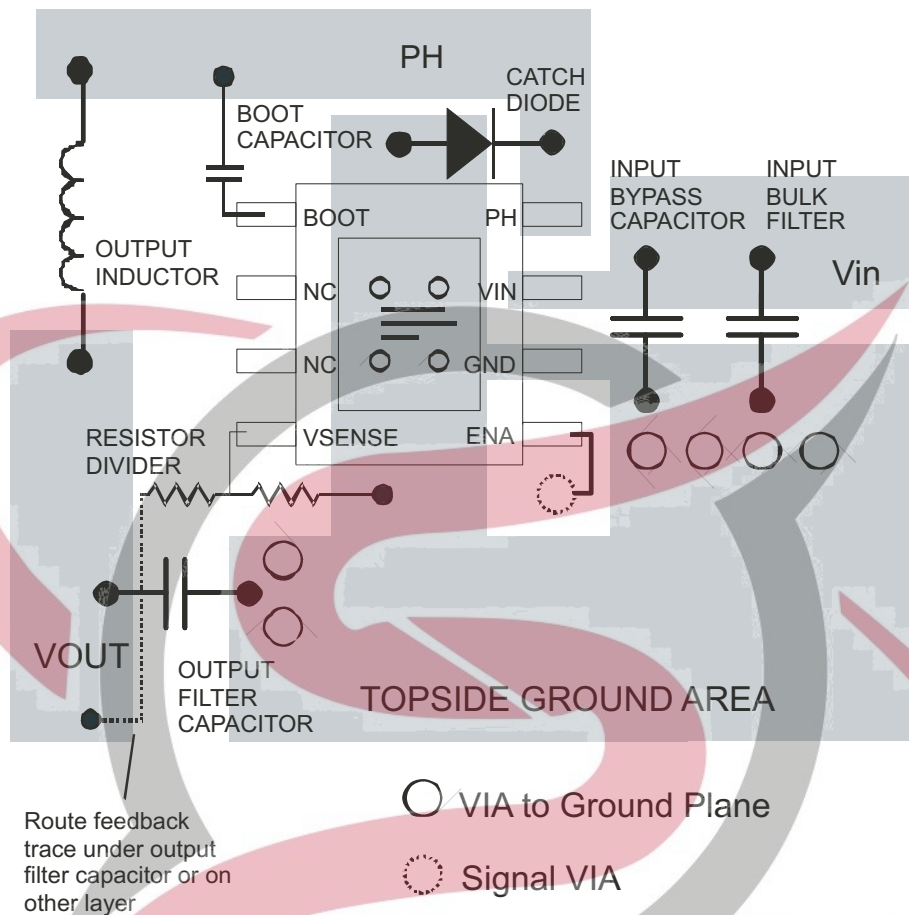 PH
CATCH
DIODE
BOOT
CAPACITOR
INPUT
BYPASS
CAPACITOR
INPUT
BULK
FILTER
BOOT
PH
OUTPUT
INDUCTOR
Vin
NC
VIN
NC
GND
RESISTOR
DIVIDER
VSENSE
ENA
VOUT
OUTPUT
FILTER
CAPACITOR
TOPSIDE GROUND AREA
VIA to Ground Plane
Route feedback
trace under output
filter capacitor or on
other layer
Signal VIA